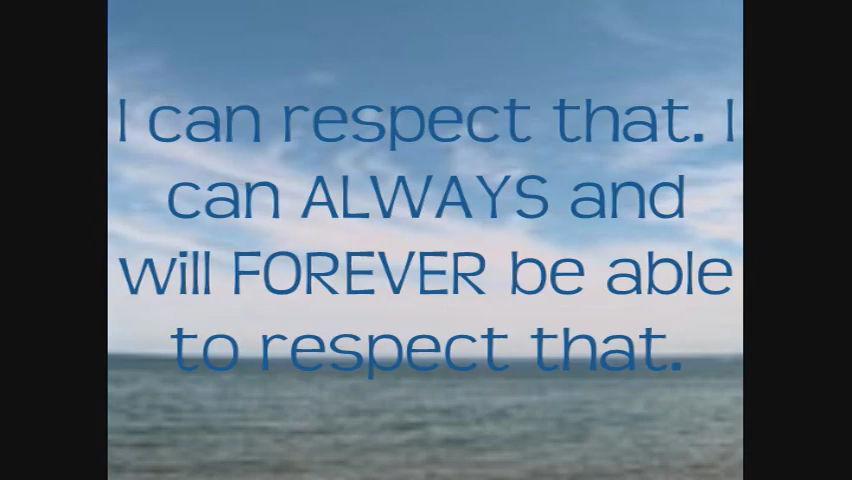 I can respect that. I
can ALWAYS and
will FOREVER be able
to respect that.